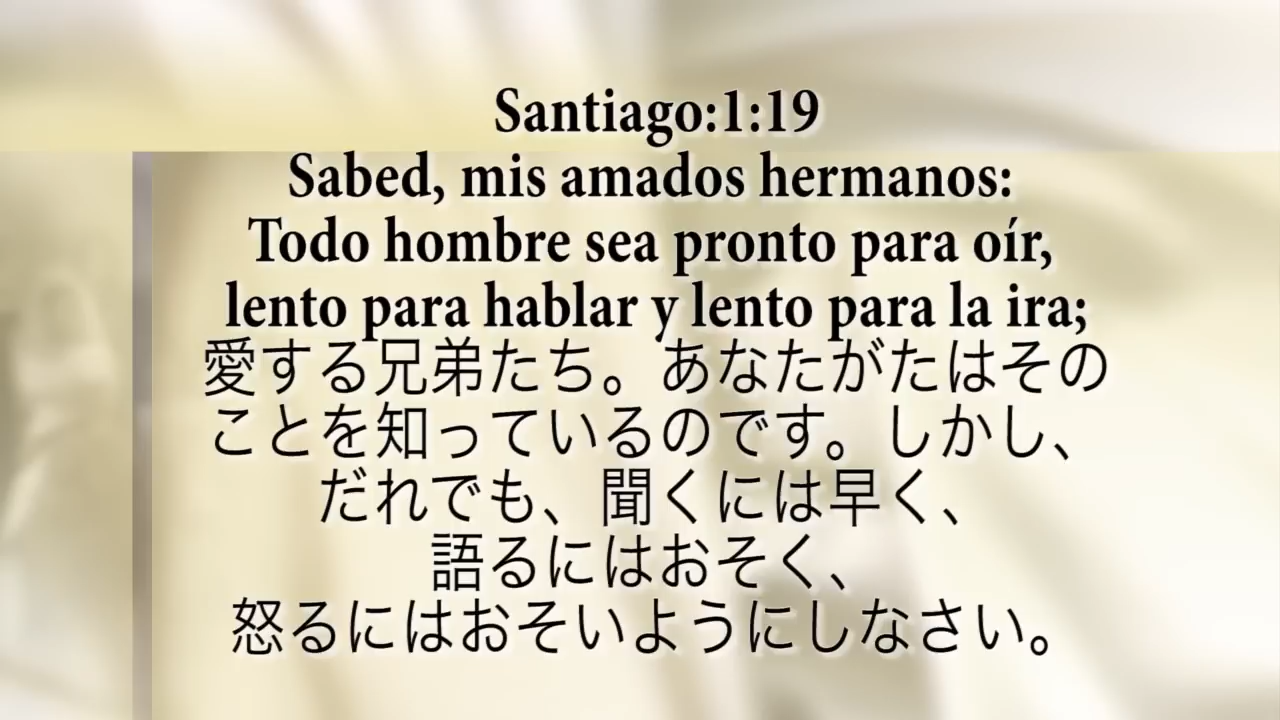 Santiago:1:19
Sabed, mis amados hermanos:
Todo hombre sea pronto para oír,
lento para hablar y lento para la ira;
愛する兄弟たち。あなたがたはその
ことを知っているのです。しかし、
だれでも、聞くには早く、
語るにはおそく、
怒るにはおそいようにしなさい。